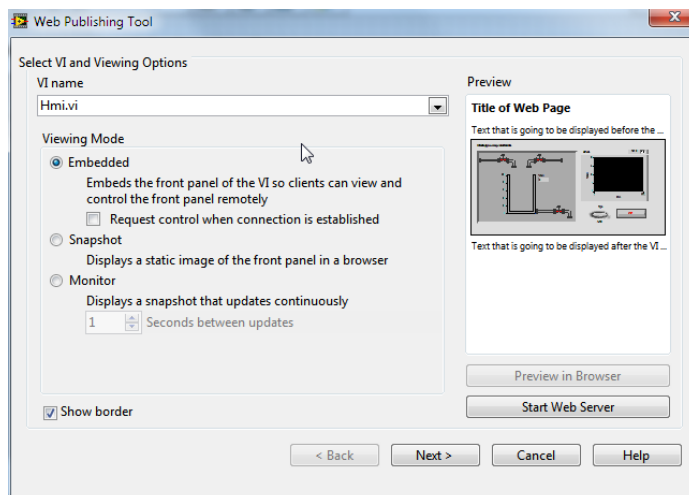 Web Publishing Tool
Select VI and Viewing Options
VI name
Hmi.vi
Viewing Mode
Embedded
Embeds the front panel of the VI so clients can view and
control the front panel remotely
Request control when connection is established
Snapshot
Displays a static image of the front panel in a browser
Monitor
Displays a snapshot that updates continuously
1 Seconds between updates
Show border
Preview
Title of Web Page
Text that is going to be displayed before the ...
Text that is going to be displayed after the VI ...
Preview in Browser
Start Web Server
< Back
Next >
Cancel
Help